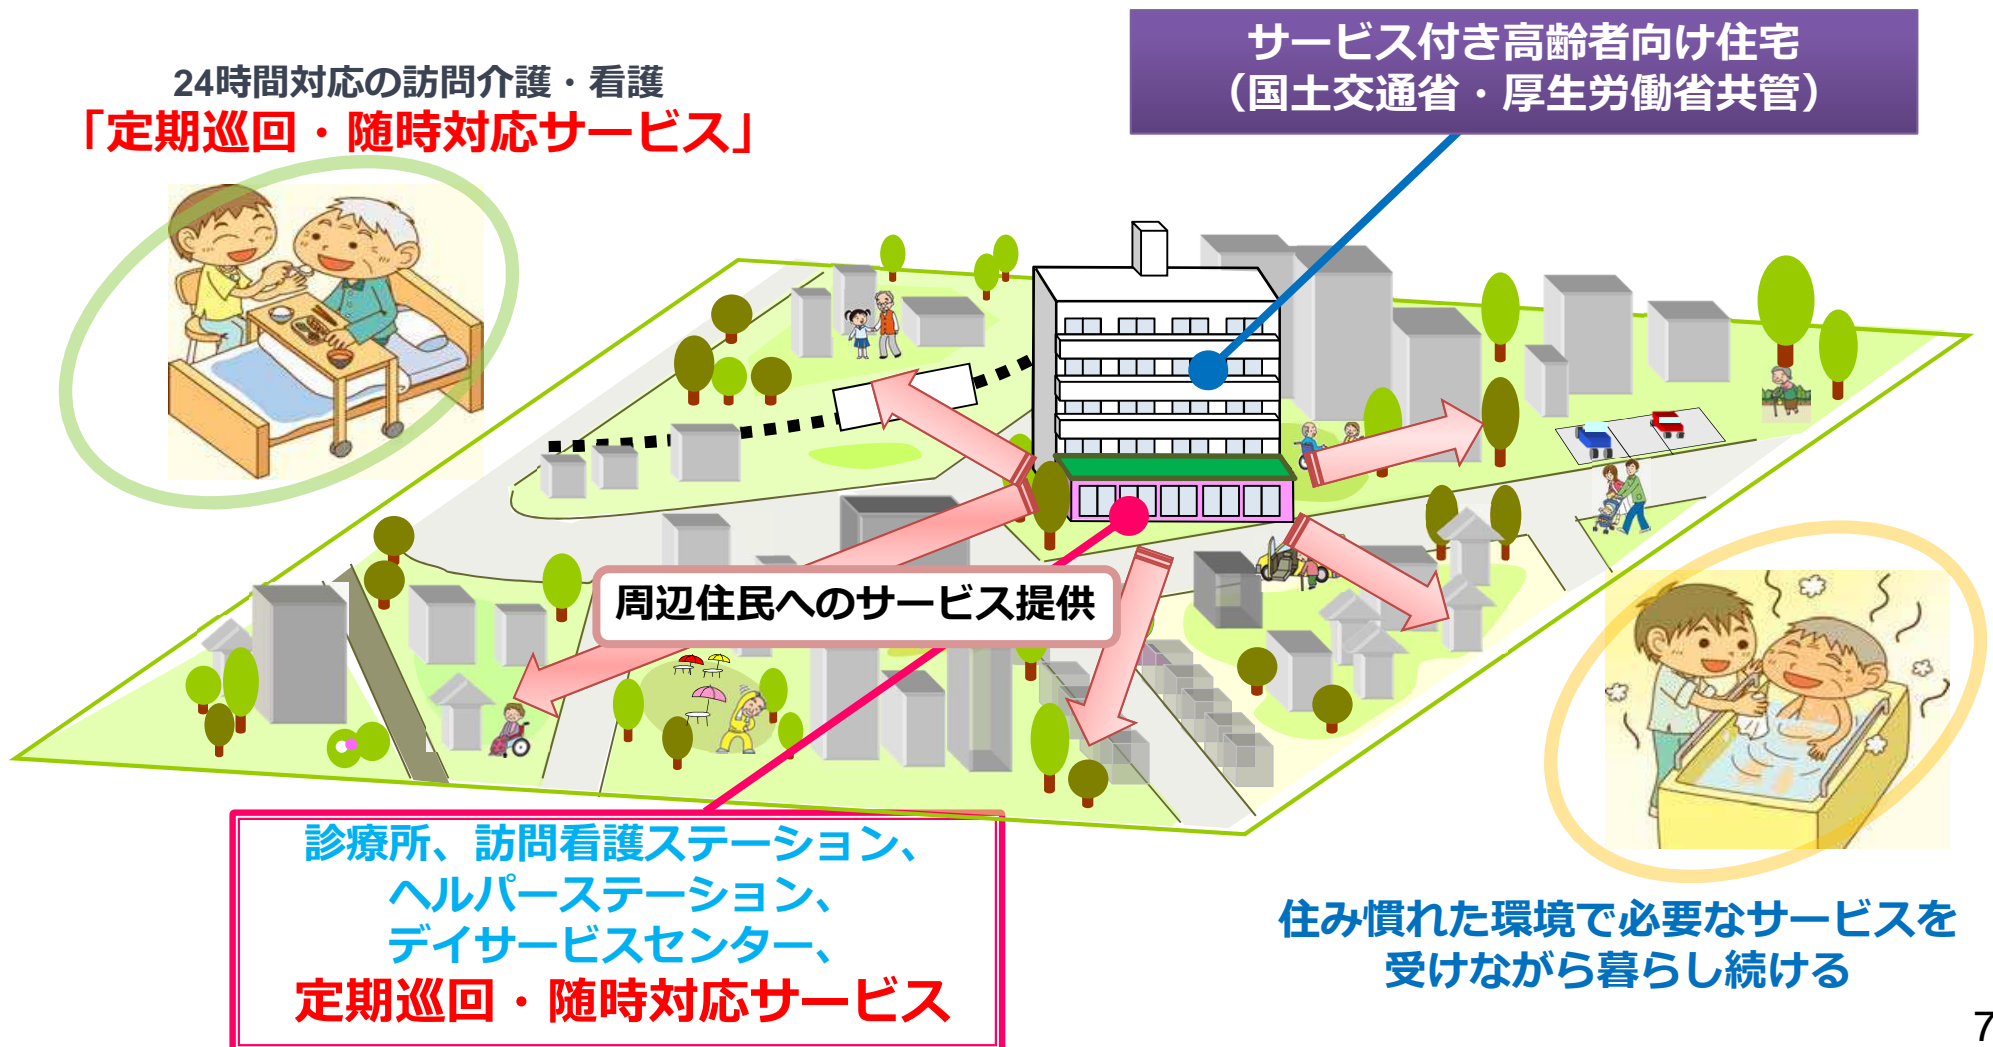 サービス付き高齢者向け住宅
（国土交通省・厚生労働省共管）
24時間対応の訪問介護・看護
「定期巡回・随時対応サービス」
周辺住民へのサービス提供
診療所、訪問看護ステーション、
ヘルパーステーション、
デイサービスセンター、
定期巡回・随時対応サービス
住み慣れた環境で必要なサービスを
受けながら暮らし続ける
7